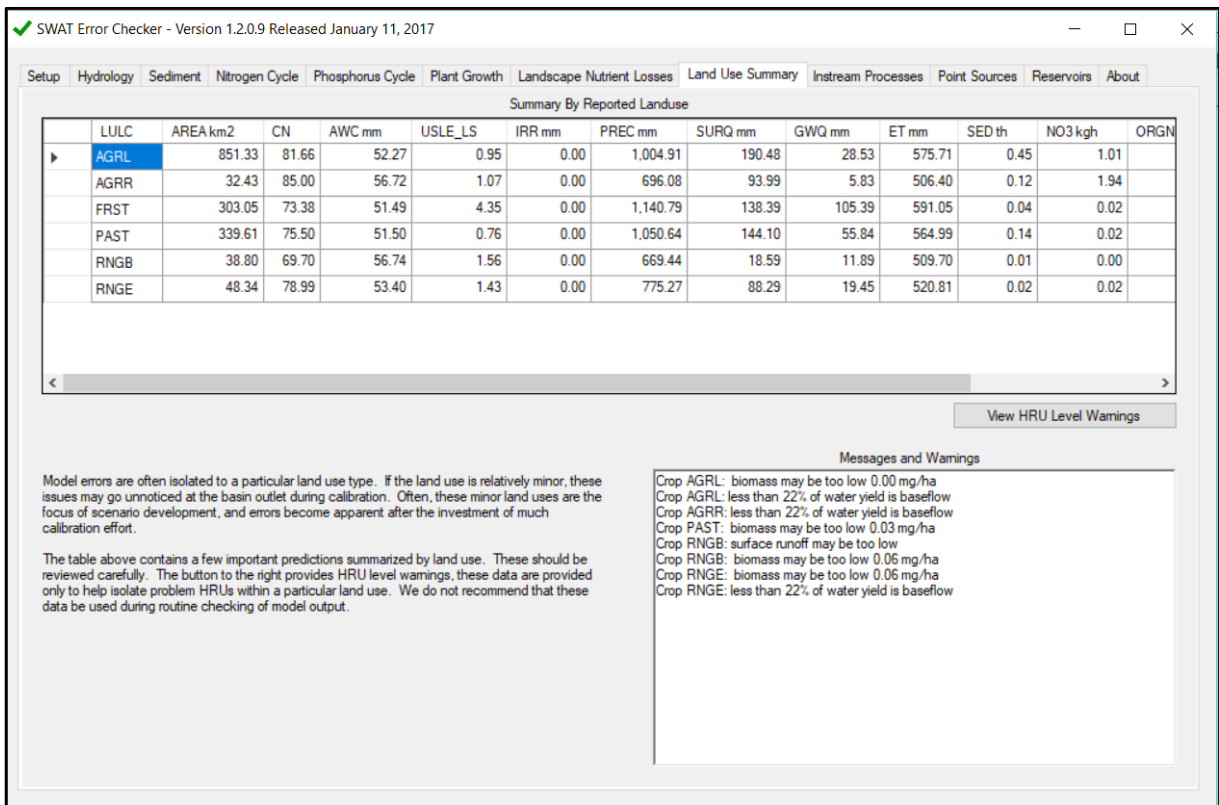 SWAT Error Checker - Version 1.2.0.9 Released January 11, 2017
Setup Hydrology Sediment Nitrogen Cycle Phosphorus Cycle Plant Growth Landscape Nutrient Losses Land Use Summary Instream Processes Point Sources Reservoirs About
Summary By Reported Landuse
LULC AREA km2 CN AWC mm USLE_LS IRR mm PREC mm SURQ mm GWQ mm ET mm SED th NO3 kgh ORGN
AGRL 851.33 81.66 52.27 0.95 0.00 1,004.91 190.48 28.53 575.71 0.45 1.01
AGRR 32.43 85.00 56.72 1.07 0.00 696.08 93.99 5.83 506.40 0.12 1.94
FRST 303.05 73.38 51.49 4.35 0.00 1,140.79 138.39 105.39 591.05 0.04 0.02
PAST 339.61 75.50 51.50 0.76 0.00 1,050.64 144.10 55.84 564.99 0.14 0.02
RNGB 38.80 69.70 56.74 1.56 0.00 669.44 18.59 11.89 509.70 0.01 0.00
RNGE 48.34 78.99 53.40 1.43 0.00 775.27 88.29 19.45 520.81 0.02 0.02
View HRU Level Warnings
Model errors are often isolated to a particular land use type. If the land use is relatively minor, these
issues may go unnoticed at the basin outlet during calibration. Often, these minor land uses are the
focus of scenario development, and errors become apparent after the investment of much
calibration effort.
The table above contains a few important predictions summarized by land use. These should be
reviewed carefully. The button to the right provides HRU level warnings, these data are provided
only to help isolate problem HRUs within a particular land use. We do not recommend that these
data be used during routine checking of model output.
Messages and Warnings
Crop AGRL: biomass may be too low 0.00 mg/ha
Crop AGRL: less than 22% of water yield is baseflow
Crop AGRR: less than 22% of water yield is baseflow
Crop PAST: biomass may be too low 0.03 mg/ha
Crop RNGB: surface runoff may be too low
Crop RNGB: biomass may be too low 0.06 mg/ha
Crop RNGE: biomass may be too low 0.06 mg/ha
Crop RNGE: less than 22% of water yield is baseflow